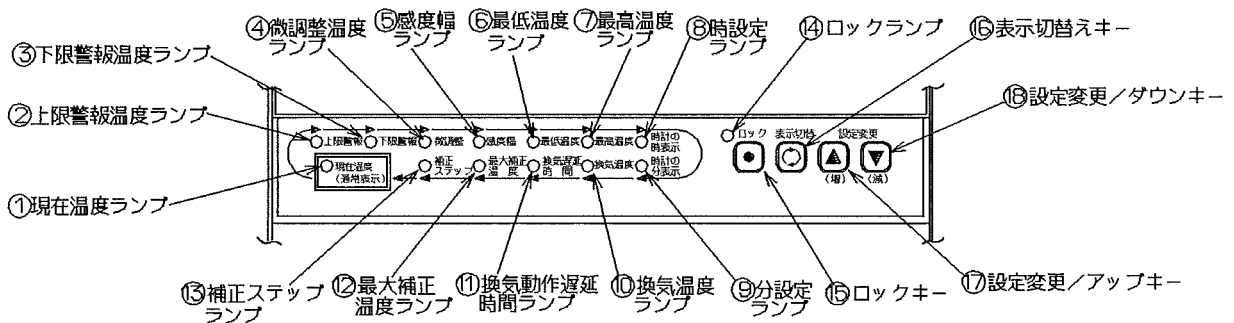 ④微調整温度
ランプ
⑤感度幅
ランプ
⑥最低温度
ランプ
⑦最高温度
ランプ
⑧時設定
ランプ
⑭ロックランプ
⑯表示切替えキー
③下限警報温度ランプ
②上限警報温度ランプ
⑱設定変更／ダウンキー
上限警報
下限警報
微調整
感度幅
最低温度
最高温度
時計の
時表示
ロック
表示切替
設定変更
現在温度
(通常表示)
補正
ステップ
最大補正
温度
換気遅延
時間
換気温度
時計の
分表示
(増)
(減)
①現在温度ランプ
⑬補正ステップ
ランプ
⑫最大補正
温度ランプ
⑪換気動作遅延
時間ランプ
⑩換気温度
ランプ
⑨分設定
ランプ
⑮ロックキー
⑰設定変更／アップキー